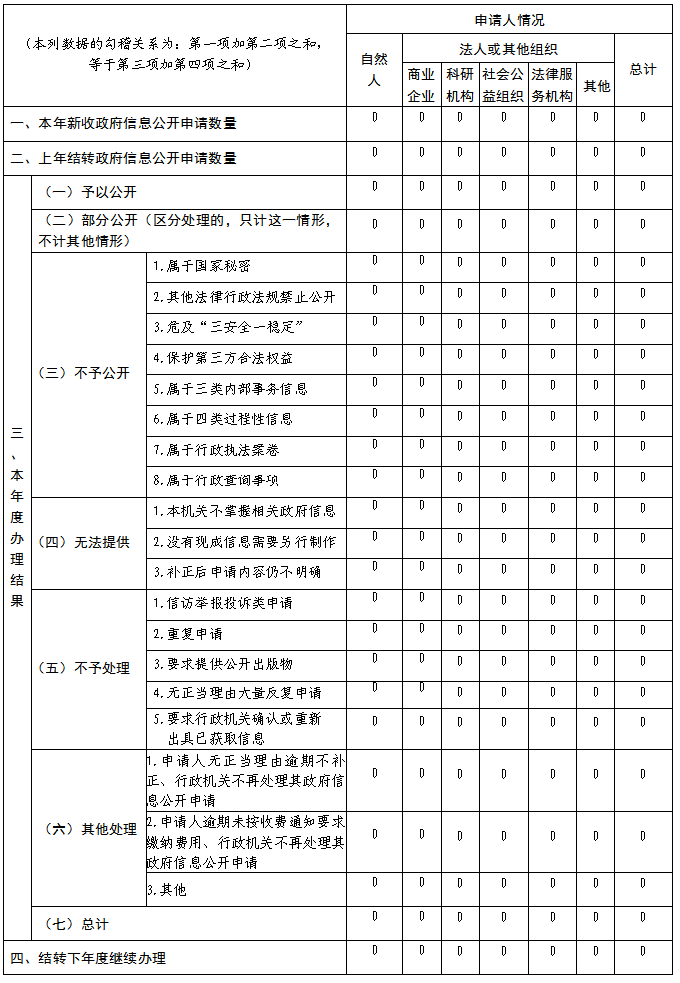 (本列数据的勾稽关系为：第一项加第二项之和，
等于第三项加第四项之和)
申请人情况
自然
人
法人或其他组织
总计
商业
企业
科研
机构
社会公
益组织
法律服
务机构
其他
一、本年新收政府信息公开申请数量 0 0 0 0 0 0 0
二、上年结转政府信息公开申请数量 0 0 0 0 0 0 0
三、本年度办理结果
（一）予以公开 0 0 0 0 0 0 0
（二）部分公开（区分处理的，只计这一情形，
不计其他情形） 0 0 0 0 0 0 0
（三）不予公开
1.属于国家秘密 0 0 0 0 0 0 0
2.其他法律行政法规禁止公开 0 0 0 0 0 0 0
3.危及“三安全一稳定” 0 0 0 0 0 0 0
4.保护第三方合法权益 0 0 0 0 0 0 0
5.属于三类内部事务信息 0 0 0 0 0 0 0
6.属于四类过程性信息 0 0 0 0 0 0 0
7.属于行政执法案卷 0 0 0 0 0 0 0
8.属于行政查询事项 0 0 0 0 0 0 0
（四）无法提供
1.本机关不掌握相关政府信息 0 0 0 0 0 0 0
2.没有现成信息需要另行制作 0 0 0 0 0 0 0
3.补正后申请内容仍不明确 0 0 0 0 0 0 0
（五）不予处理
1.信访举报投诉类申请 0 0 0 0 0 0 0
2.重复申请 0 0 0 0 0 0 0
3.要求提供公开出版物 0 0 0 0 0 0 0
4.无正当理由大量反复申请 0 0 0 0 0 0 0
5.要求行政机关确认或重新
出具已获取信息 0 0 0 0 0 0 0
（六）其他处理
1.申请人无正当理由逾期不补
正、行政机关不再处理其政府信
息公开申请 0 0 0 0 0 0 0
2.申请人逾期未按收费通知要求
缴纳费用、行政机关不再处理其
政府信息公开申请 0 0 0 0 0 0 0
3.其他 0 0 0 0 0 0 0
（七）总计 0 0 0 0 0 0 0
四、结转下年度继续办理 0 0 0 0 0 0 0